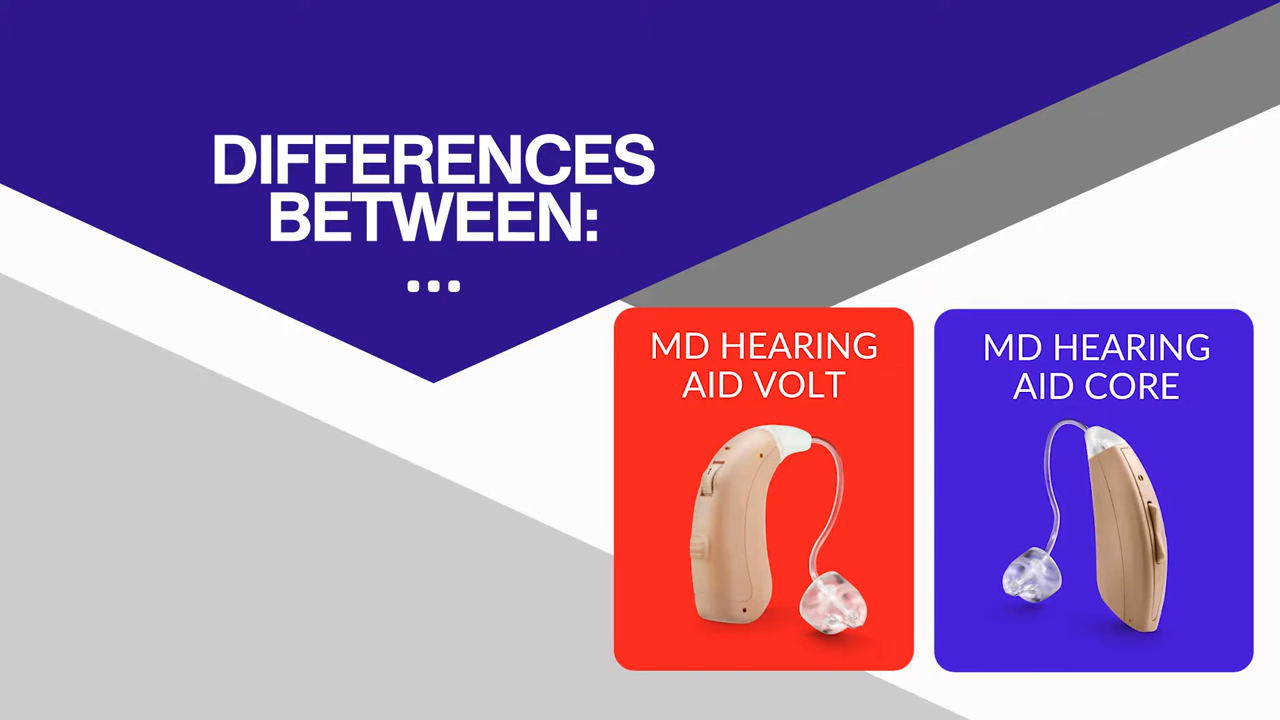 DIFFERENCES
BETWEEN:
...
MD HEARING
AID VOLT
MD HEARING
AID CORE